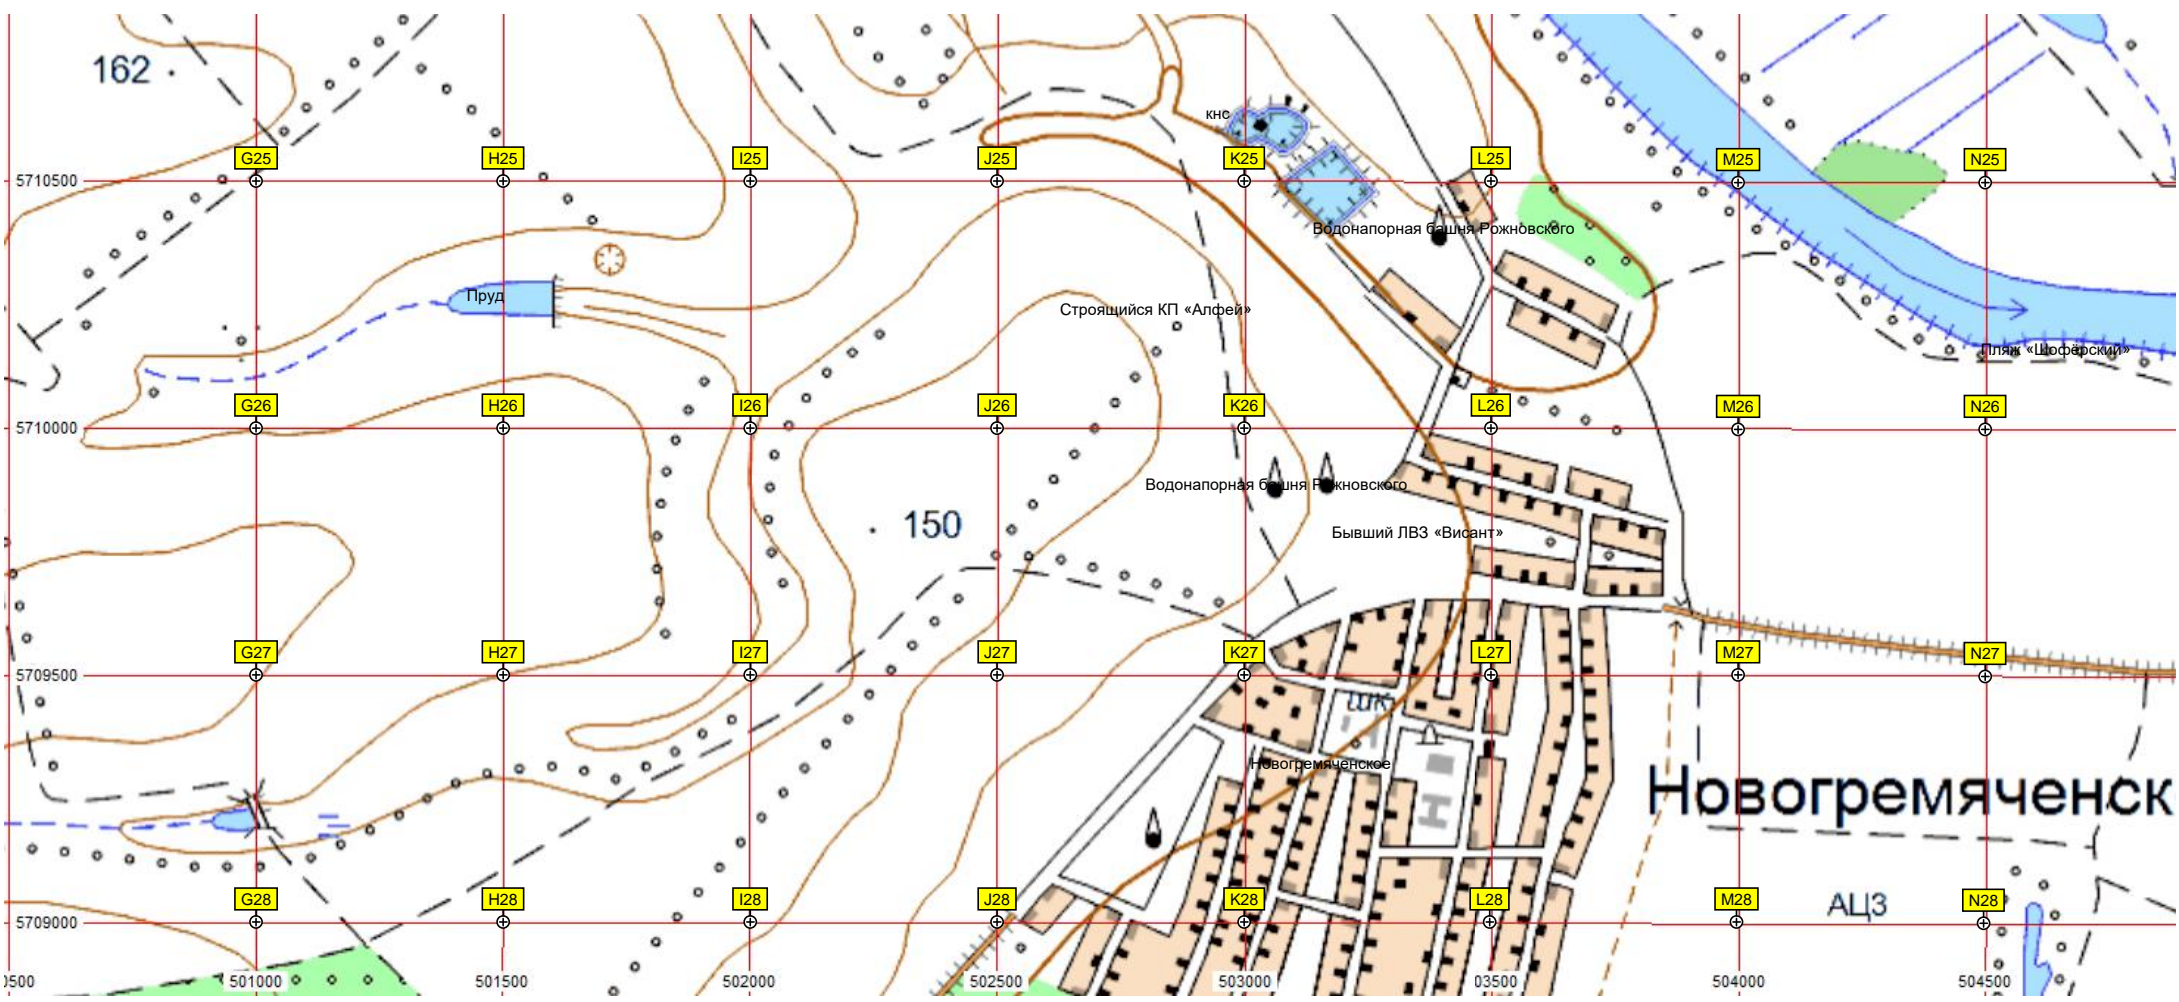 162
кнс
G25 H25 I25 J25 K25 L25 M25 N25
5710500
Водонапорная башня Рожновского
Пруд
Строящийся КП «Алфей»
Пляж «Шофёрский»
G26 H26 I26 J26 K26 L26 M26 N26
5710000
Водонапорная башня Рожновского
150
Бывший ЛВЗ «Висант»
G27 H27 I27 J27 K27 L27 M27 N27
5709500
шк
Новогремяченское
Новогремяченск
G28 H28 I28 J28 K28 L28 M28 N28
АЦЗ
5709000
0500 501000 501500 502000 502500 503000 03500 504000 504500